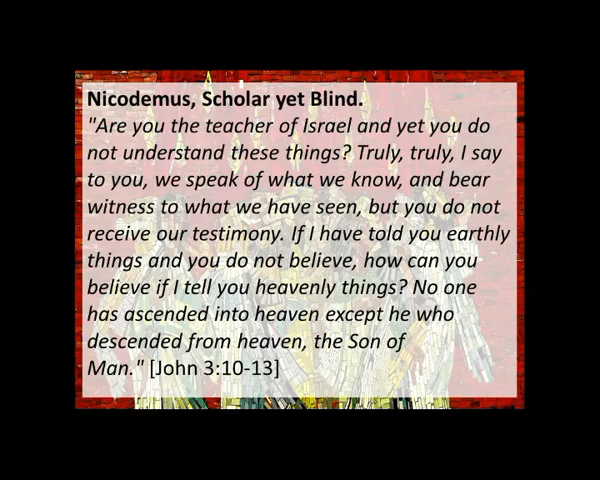 Nicodemus, Scholar yet Blind.
"Are you the teacher of Israel and yet you do
not understand these things? Truly, truly, I say
to you, we speak of what we know, and bear
witness to what we have seen, but you do not
receive our testimony. If I have told you earthly
things and you do not believe, how can you
believe if I tell you heavenly things? No one
has ascended into heaven except he who
descended from heaven, the Son of
Man." [John 3:10-13]